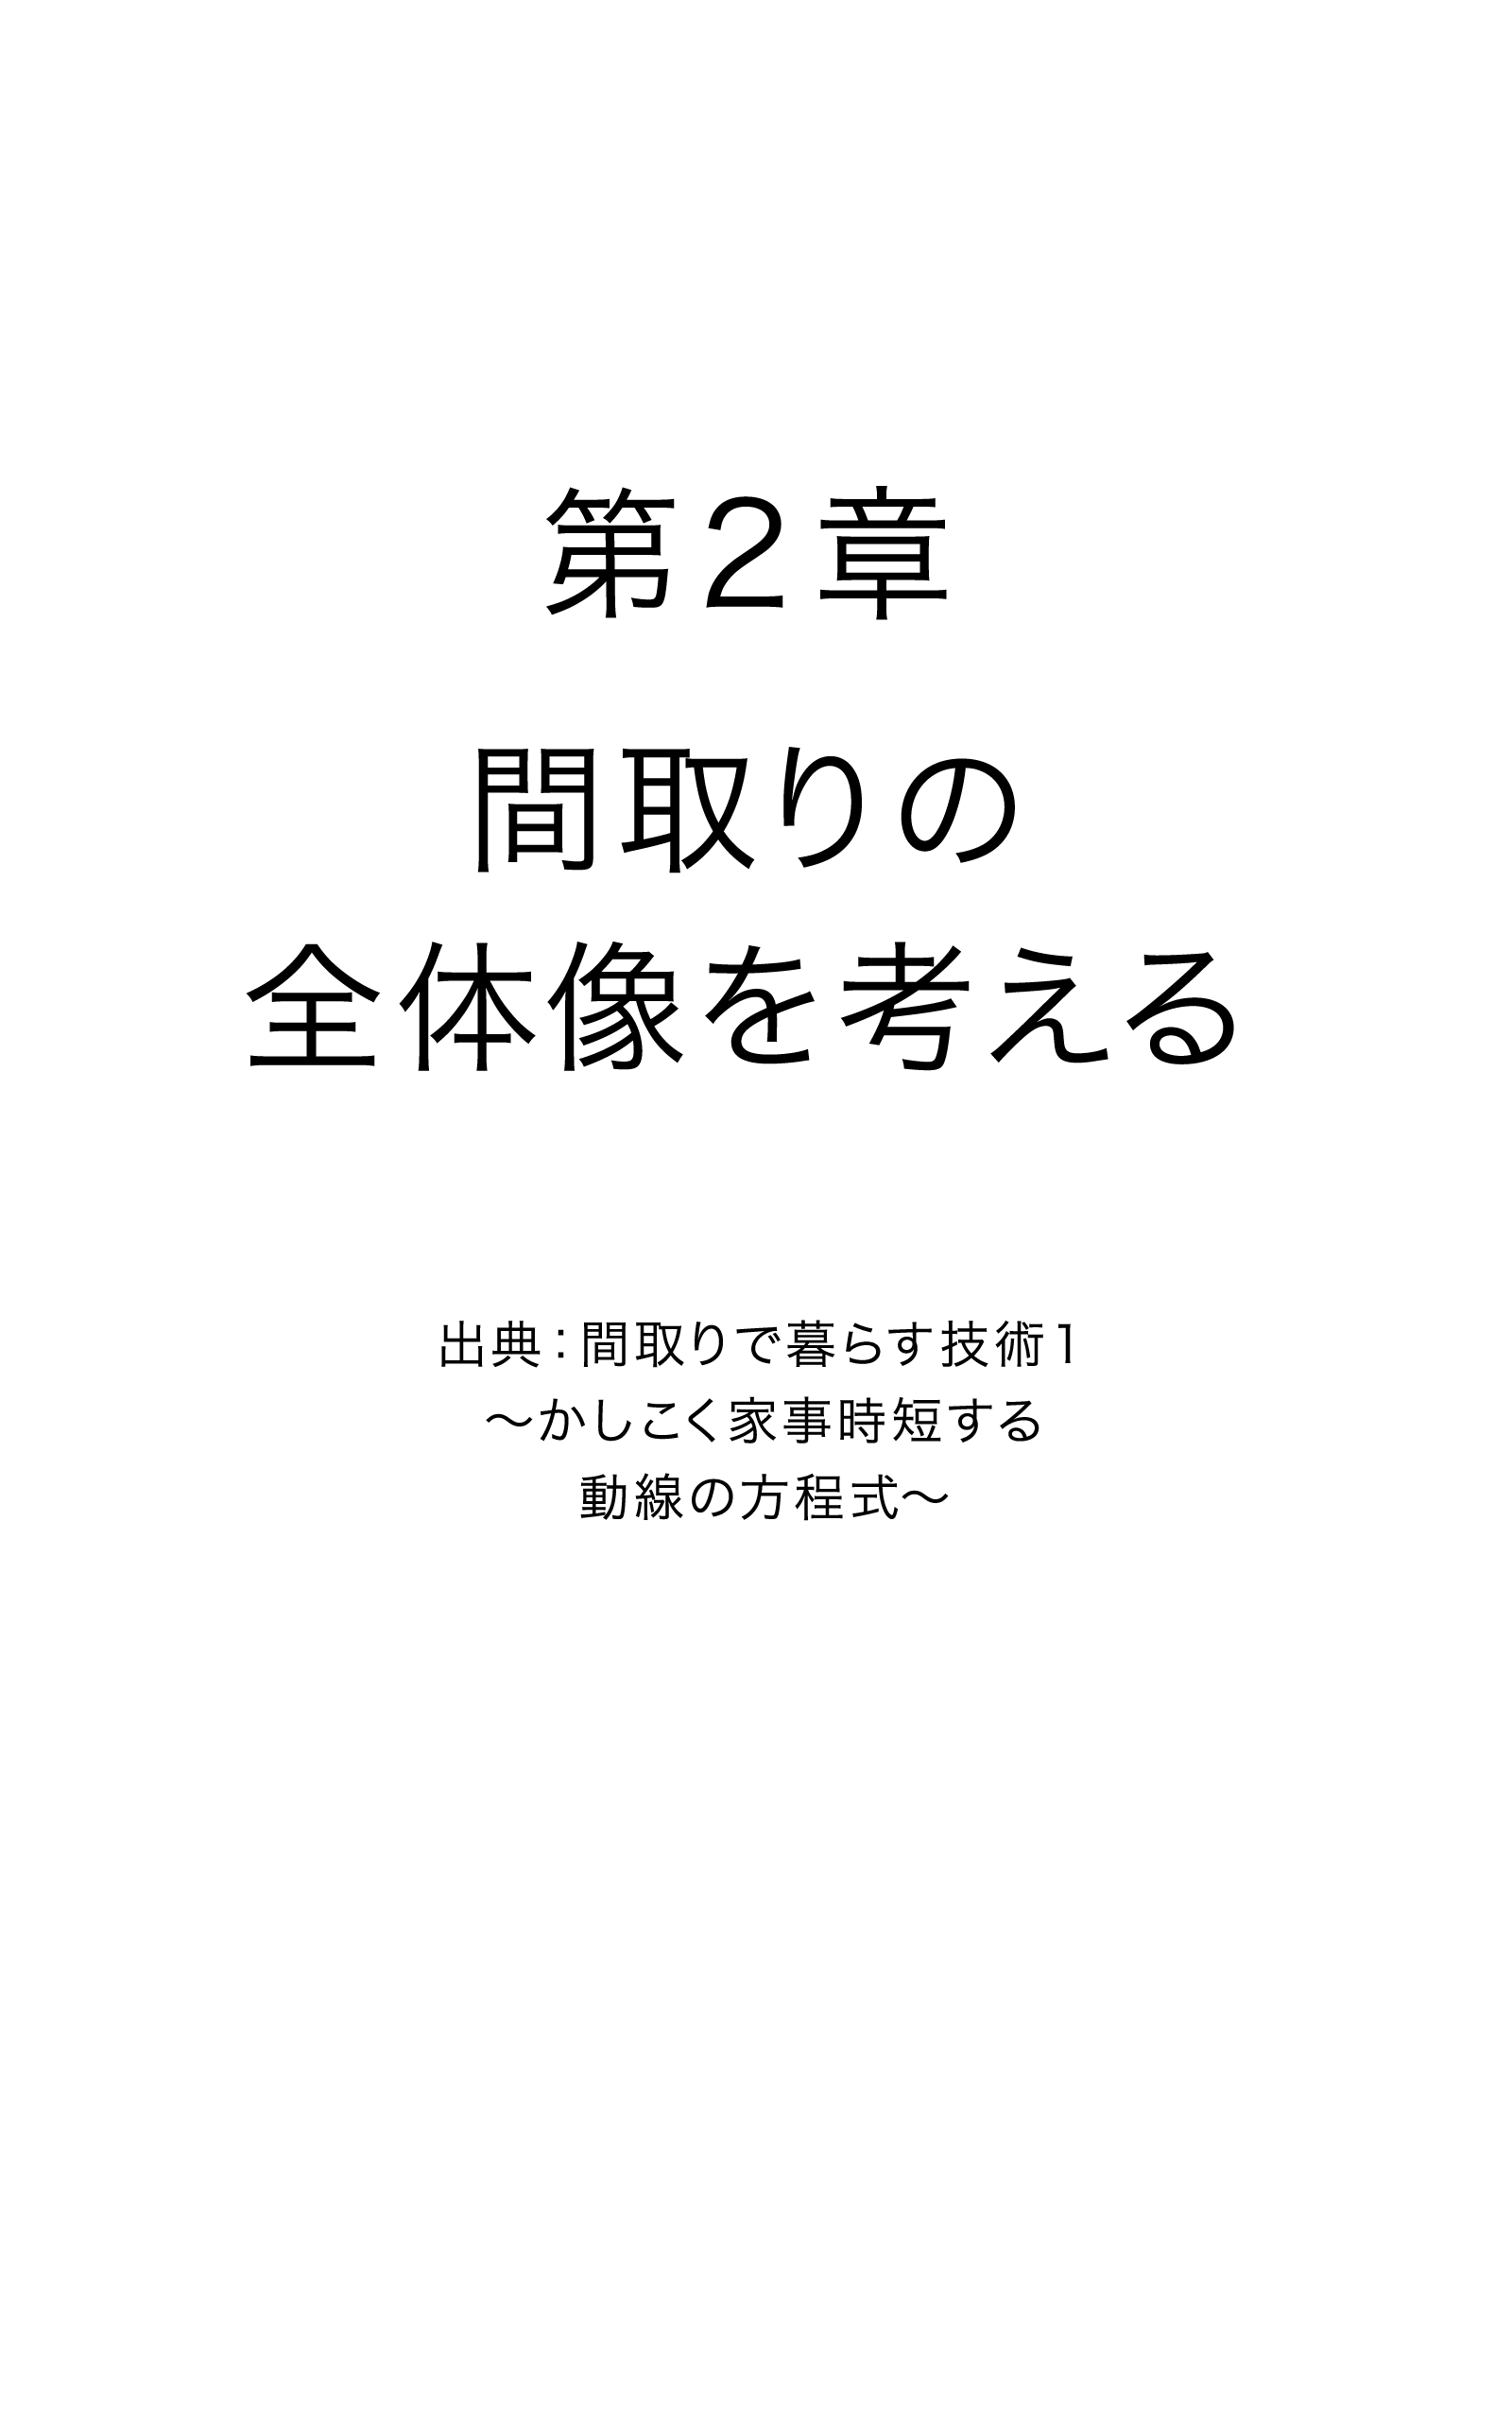 第2章
間取りの
全体像を考える
出典：間取りで暮らす技術1
〜かしこく家事時短する
動線の方程式〜